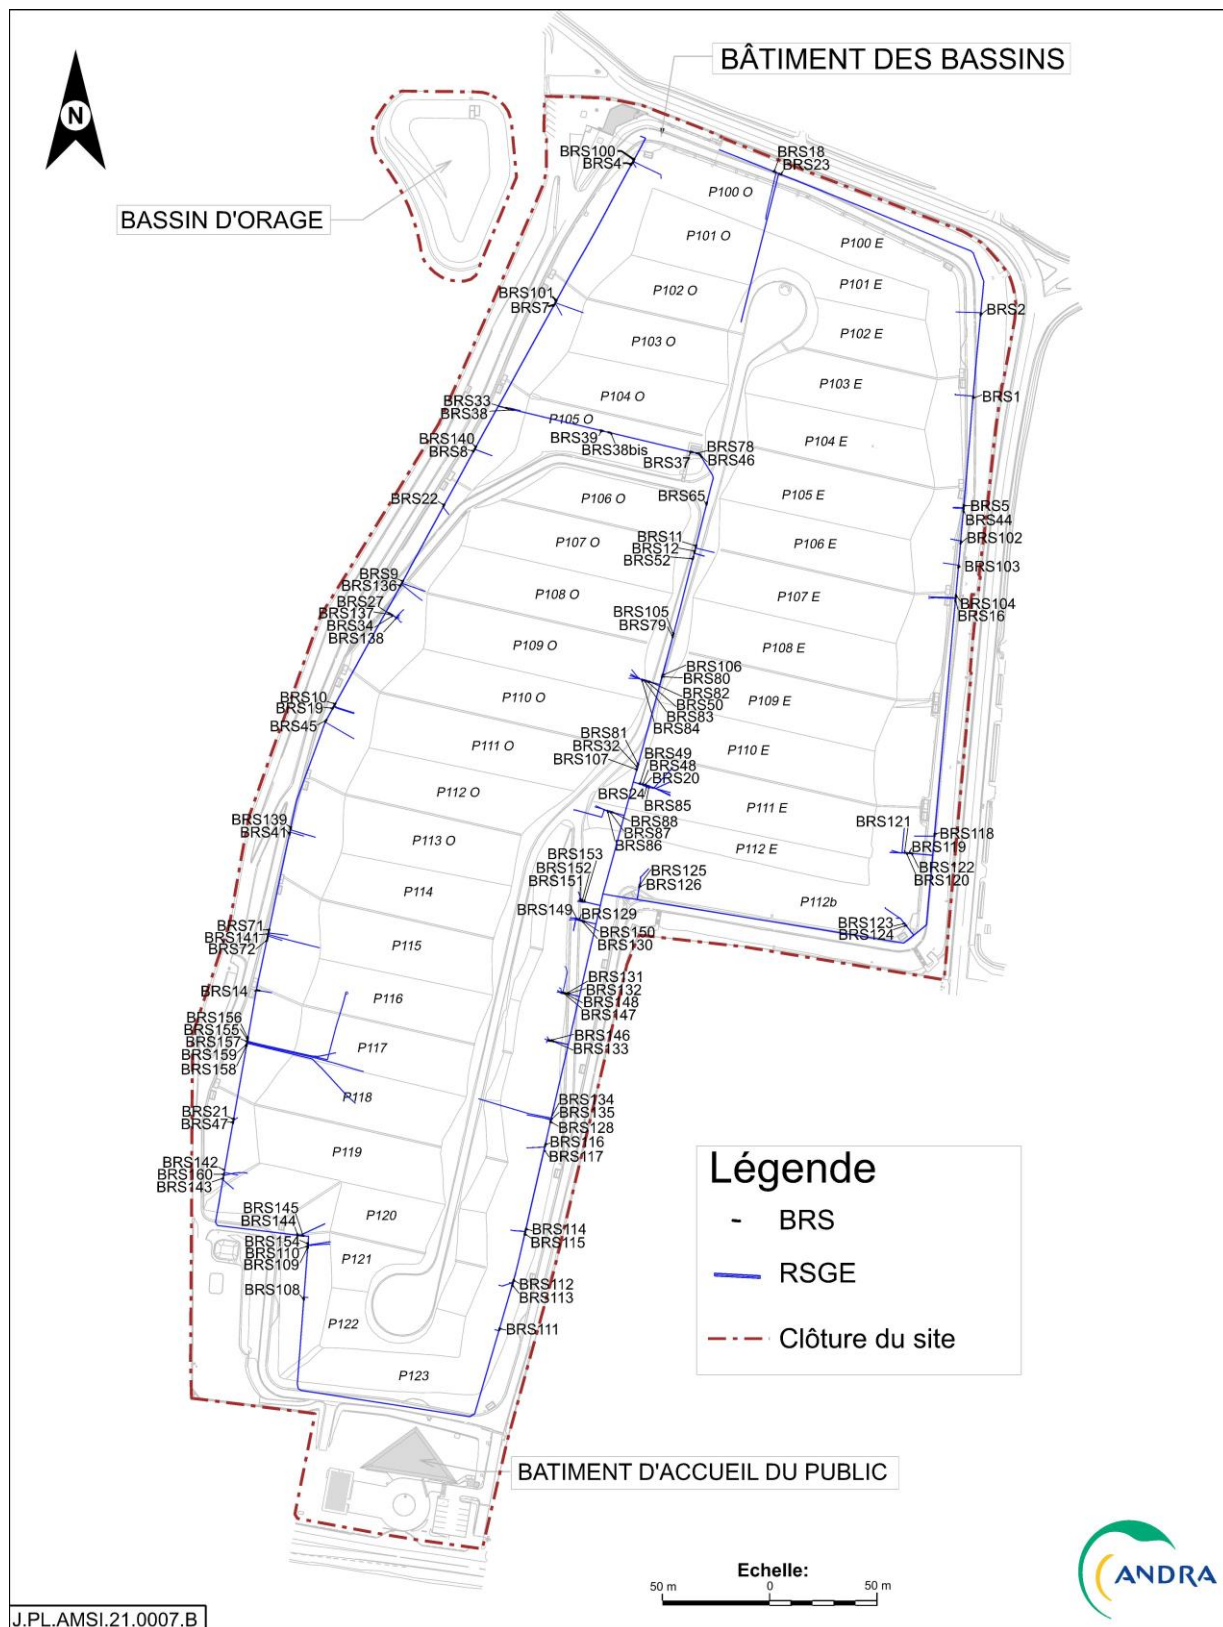 BÂTIMENT DES BASSINS
N
BASSIN D'ORAGE
BRS100
BRS4
BRS18
BRS23
P100 O
P101 O
P100 E
P101 E
P102 O
BRS101
BRS7
BRS2
P102 E
P103 O
P103 E
P104 O
BRS1
BRS33
BRS38
P105 O
BRS39
BRS38bis
P104 E
BRS140
BRS8
BRS37
BRS78
BRS46
BRS22
P106 O
BRS65
P105 E
BRS5
BRS44
P107 O
BRS11
BRS12
BRS52
P106 E
BRS102
BRS103
BRS9
BRS136
P108 O
P107 E
BRS104
BRS16
BRS27
BRS137
BRS34
BRS138
P109 O
BRS105
BRS79
P108 E
BRS106
BRS80
BRS82
BRS50
BRS83
BRS84
P109 E
BRS10
BRS19
BRS45
P110 O
P111 O
BRS81
BRS32
BRS107
P110 E
BRS49
BRS48
BRS20
BRS24
BRS85
P112 O
P111 E
BRS139
BRS41
P113 O
BRS88
BRS87
BRS86
P112 E
BRS121
BRS118
BRS119
BRS122
BRS120
BRS153
BRS152
BRS151
BRS125
BRS126
P114
P112b
BRS149
BRS129
BRS150
BRS130
BRS123
BRS124
BRS71
BRS141
BRS72
P115
BRS14
P116
BRS131
BRS132
BRS148
BRS147
BRS156
BRS155
BRS157
BRS159
BRS158
P117
BRS146
BRS133
P118
BRS21
BRS47
BRS134
BRS135
BRS128
BRS116
BRS117
P119
BRS142
BRS160
BRS143
BRS145
BRS144
P120
BRS114
BRS115
BRS154
BRS110
BRS109
P121
BRS108
BRS112
BRS113
P122
BRS111
P123
Légende
BRS
RSGE
Clôture du site
BATIMENT D'ACCUEIL DU PUBLIC
Echelle:
50 m 0 50 m
ANDRA
J.PL.AMSI.21.0007.B